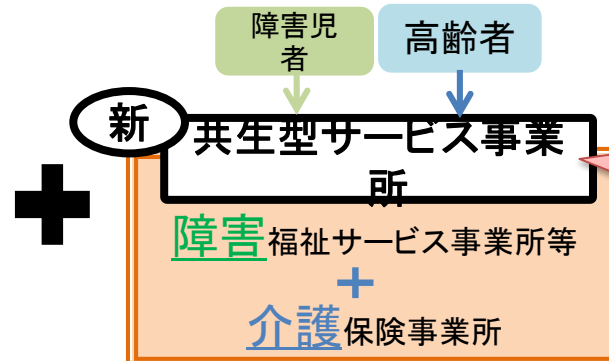 障害児
者
高齢者
新
共生型サービス事業
所
障害福祉サービス事業所等
+
介護保険事業所